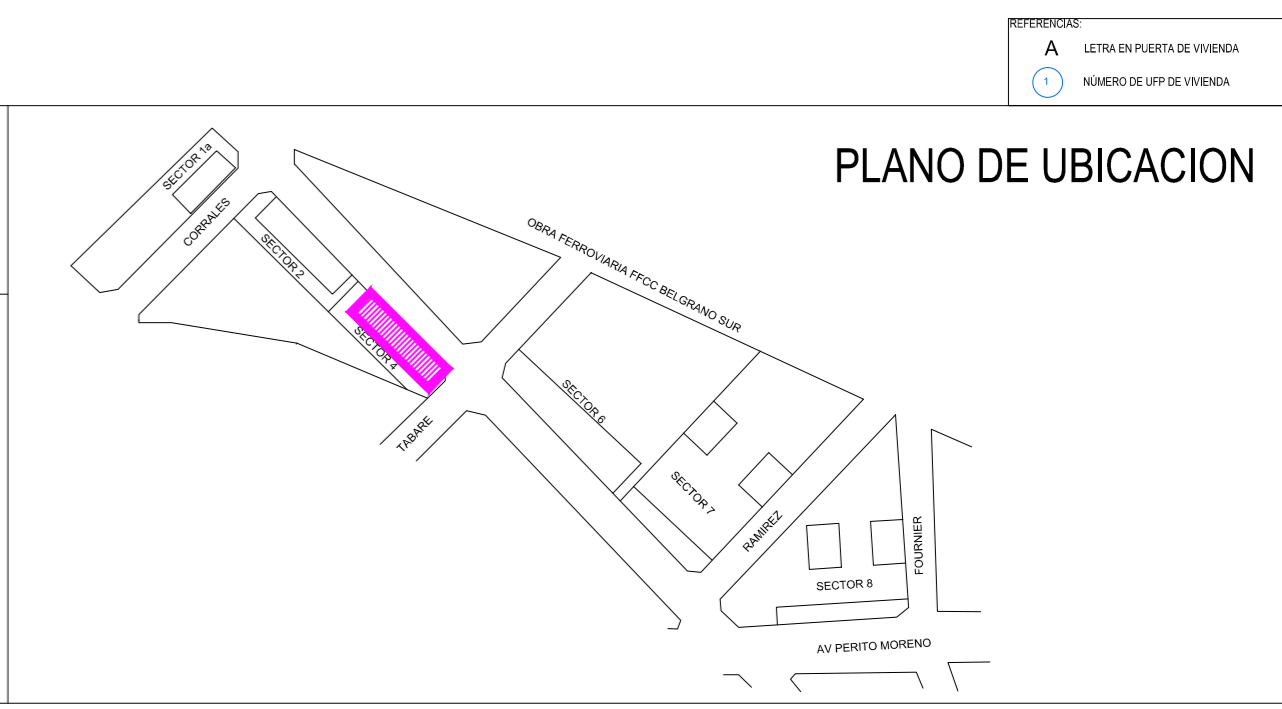 REFERENCIAS:
A LETRA EN PUERTA DE VIVIENDA
1 NÚMERO DE UFP DE VIVIENDA
PLANO DE UBICACION
SECTOR 1a
CORRALES
SECTOR 2
OBRA FERROVIARIA FFCC BELGRANO SUR
SECTOR 4
TABARE
SECTOR 6
SECTOR 7
RAMIREZ
FOURNIER
SECTOR 8
AV PERITO MORENO